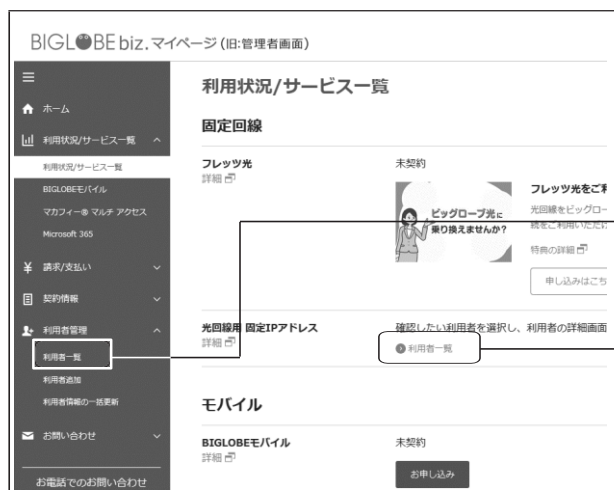 BIGLOBE biz.マイページ (旧:管理者画面)
ホーム
利用状況/サービス一覧
利用状況/サービス一覧
BIGLOBEモバイル
マカフィー® マルチ アクセス
Microsoft 365
請求/支払い
契約情報
利用者管理
利用者一覧
利用者追加
利用者情報の一括更新
お問い合わせ
お電話でのお問い合わせ
利用状況/サービス一覧
固定回線
フレッツ光
詳細
未契約
ビッグローブ光に
乗り換えませんか?
フレッツ光をご利
光回線をビッグロー
続をご利用いただけ
特典の詳細
申し込みはこち
光回線用 固定IPアドレス
詳細
確認したい利用者を選択し、利用者の詳細画面
利用者一覧
モバイル
BIGLOBEモバイル
詳細
未契約
お申し込み